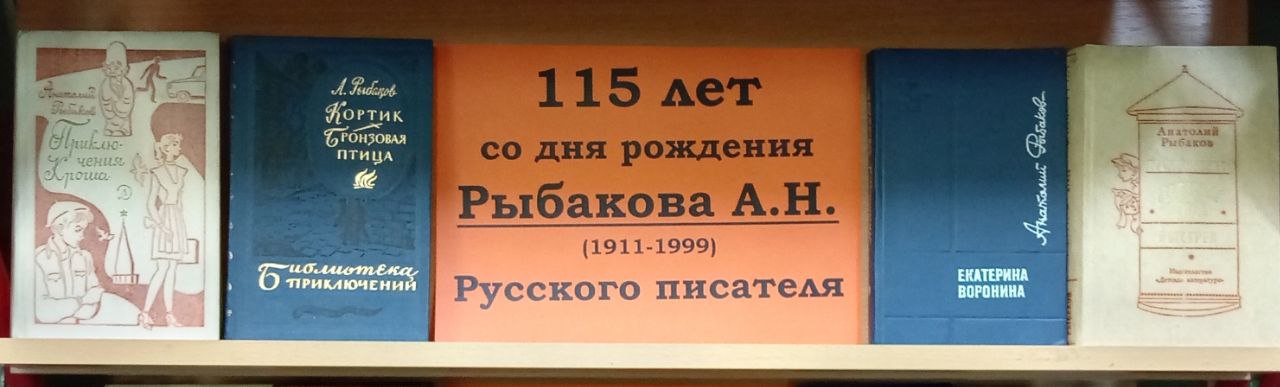 Анатолий
Рыбаков
Приклю-
чения
Кроша
А. Рыбаков
Кортик
Бронзовая
птица
Библиотека
приключений
115 лет
со дня рождения
Рыбакова А.Н.
(1911-1999)
Русского писателя
Анатолий Рыбаков
ЕКАТЕРИНА
ВОРОНИНА
Анатолий
Рыбаков
Издательство
«Детская литература»